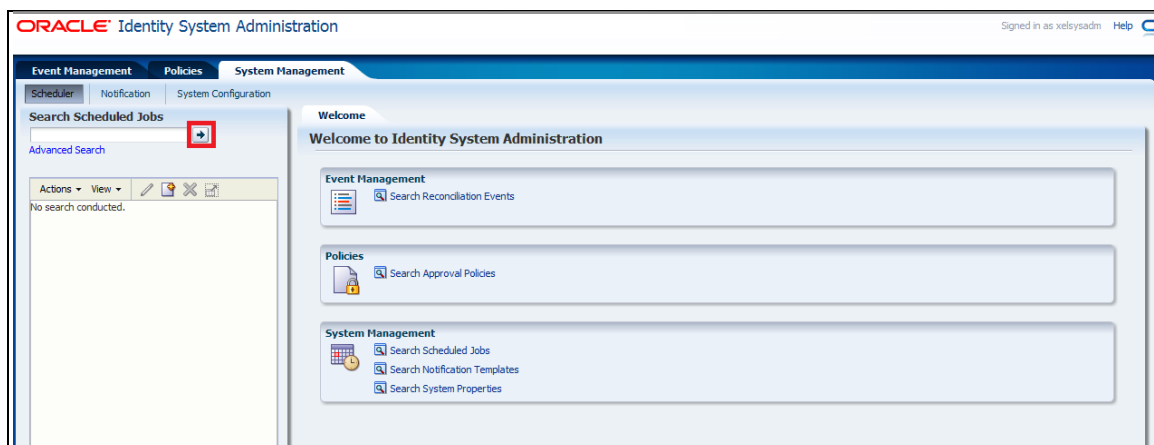 ORACLE Identity System Administration
Signed in as xelsysadm Help
Event Management Policies System Management
Scheduler Notification System Configuration
Search Scheduled Jobs
Advanced Search
Actions View
No search conducted.
Welcome
Welcome to Identity System Administration
Event Management
Search Reconciliation Events
Policies
Search Approval Policies
System Management
Search Scheduled Jobs
Search Notification Templates
Search System Properties